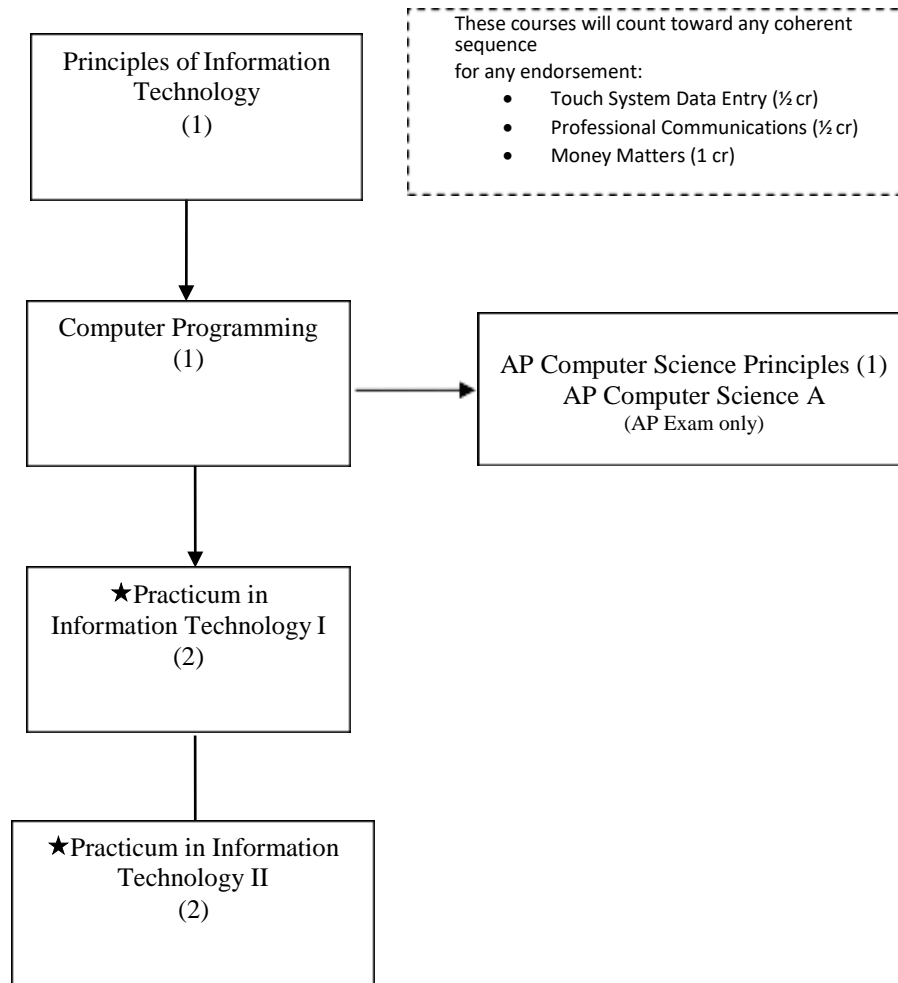 Principles of Information
Technology
(1)
These courses will count toward any coherent
sequence
for any endorsement:
• Touch System Data Entry (½ cr)
• Professional Communications (½ cr)
• Money Matters (1 cr)
Computer Programming
(1)
AP Computer Science Principles (1)
AP Computer Science A
(AP Exam only)
★Practicum in
Information Technology I
(2)
★Practicum in Information
Technology II
(2)